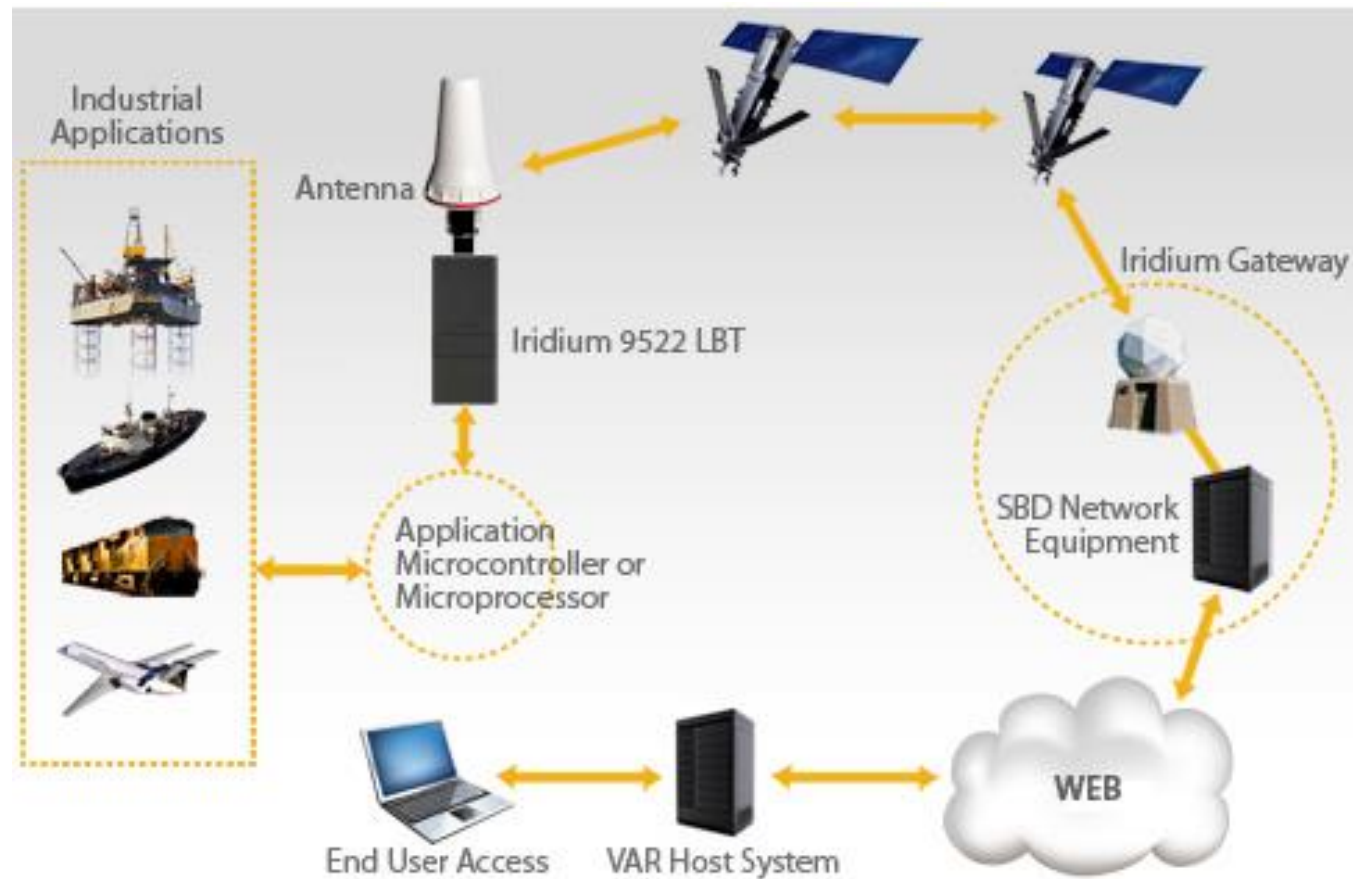 Industrial
Applications
Antenna
Iridium Gateway
Iridium 9522 LBT
SBD Network
Equipment
Application
Microcontroller or
Microprocessor
WEB
End User Access
VAR Host System